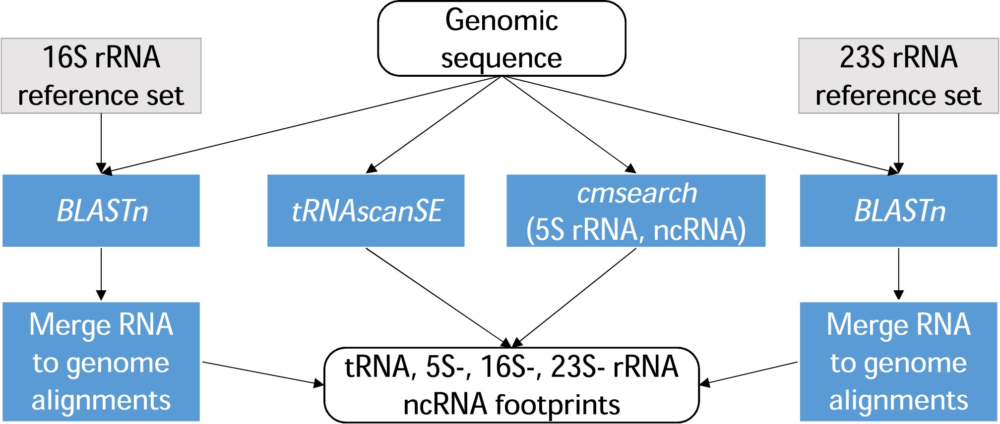 Genomic
sequence
16S rRNA
reference set
23S rRNA
reference set
BLASTn
tRNAscanSE
cmsearch
(5S rRNA, ncRNA)
BLASTn
Merge RNA
to genome
alignments
tRNA, 5S-, 16S-, 23S- rRNA
ncRNA footprints
Merge RNA
to genome
alignments